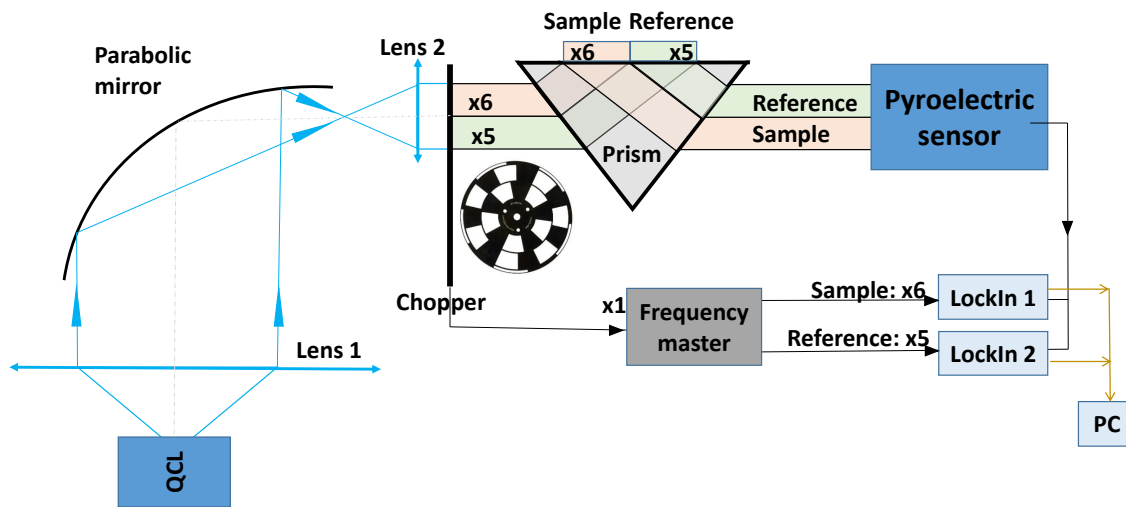 Sample Reference
x6
x5
Parabolic
mirror
Lens 2
x6
x5
Prism
Reference
Sample
Pyroelectric
sensor
Chopper
x1
Frequency
master
Sample: x6
Reference: x5
LockIn 1
LockIn 2
Lens 1
QCL
PC